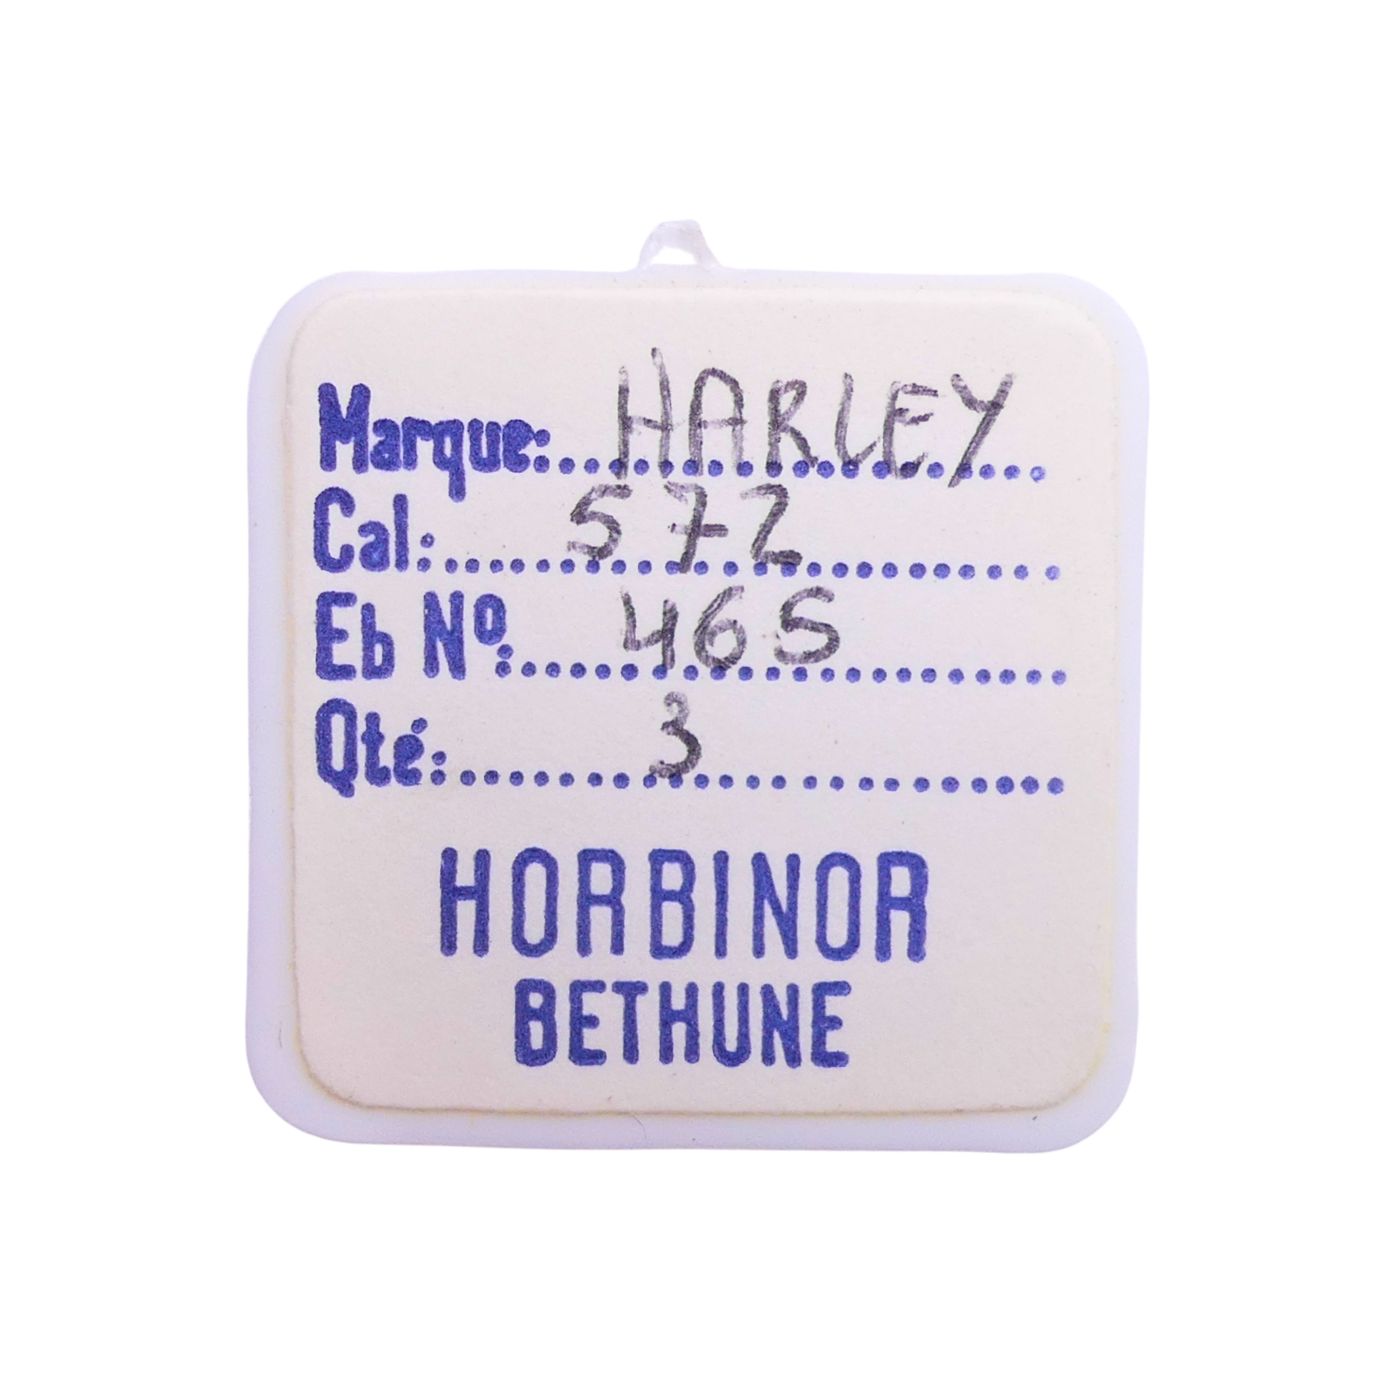 Marque: HARLEY
Cal: 572
Eb Nº: 465
Qté: 3
HORBINOR
BETHUNE